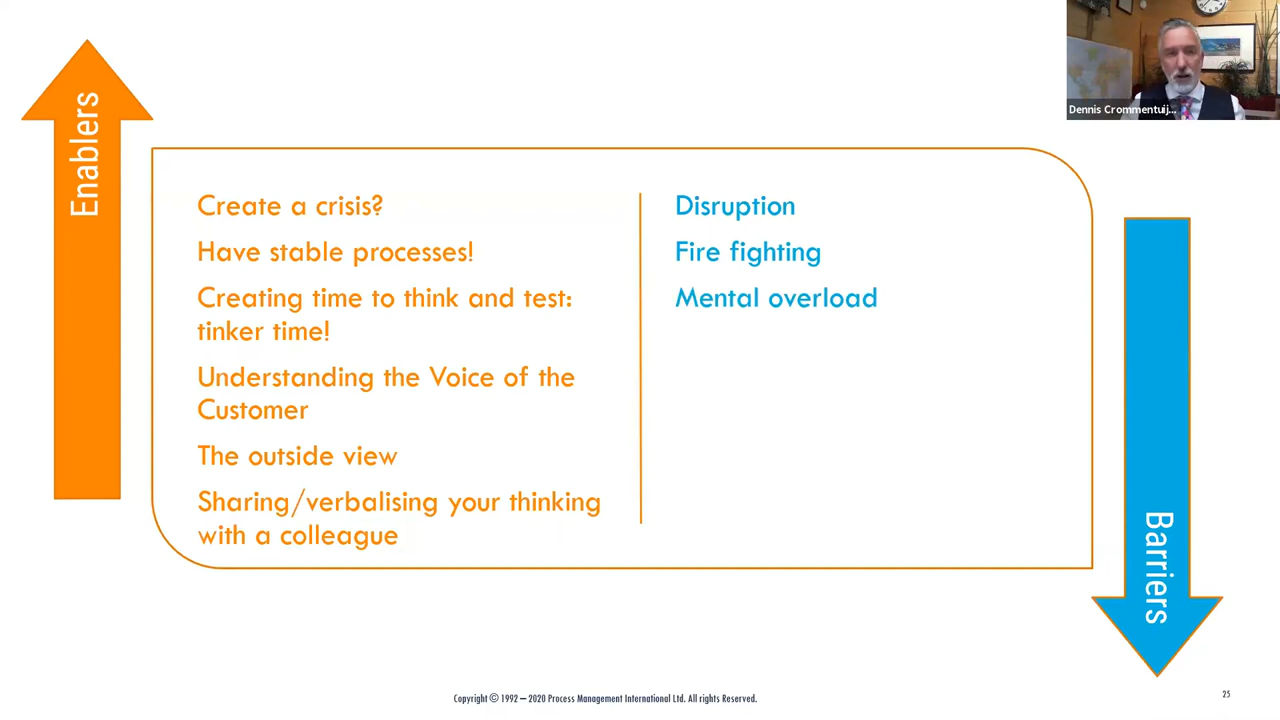 Dennis Crommentuij...
Enablers
Create a crisis?
Have stable processes!
Creating time to think and test:
tinker time!
Understanding the Voice of the
Customer
The outside view
Sharing/verbalising your thinking
with a colleague
Disruption
Fire fighting
Mental overload
Barriers
Copyright © 1992 – 2020 Process Management International Ltd. All rights Reserved.
25